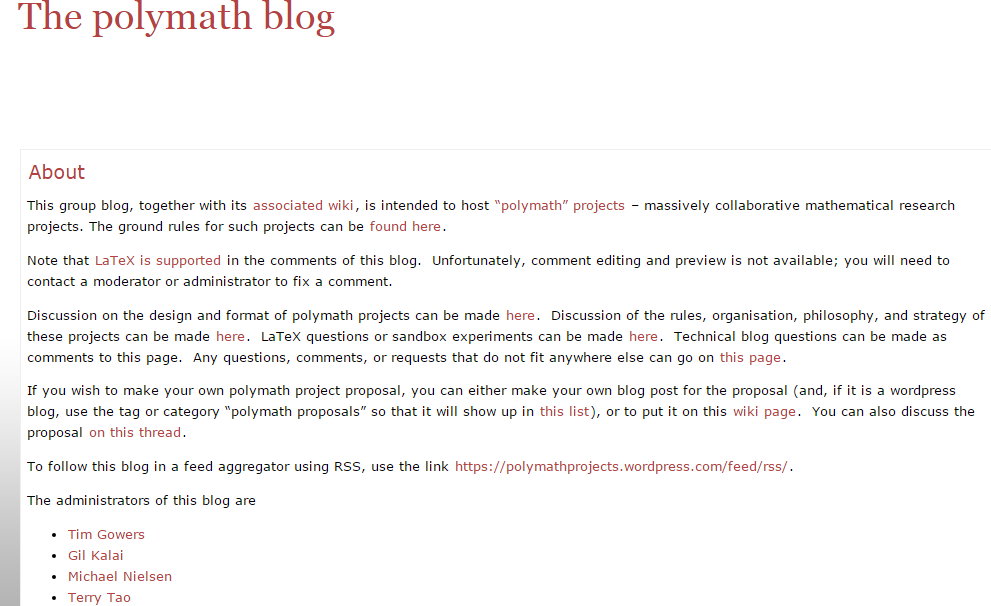 The polymath blog
About
This group blog, together with its associated wiki, is intended to host “polymath” projects – massively collaborative mathematical research
projects. The ground rules for such projects can be found here.
Note that LaTeX is supported in the comments of this blog.  Unfortunately, comment editing and preview is not available; you will need to
contact a moderator or administrator to fix a comment.
Discussion on the design and format of polymath projects can be made here.  Discussion of the rules, organisation, philosophy, and strategy of
these projects can be made here.  LaTeX questions or sandbox experiments can be made here.  Technical blog questions can be made as
comments to this page.  Any questions, comments, or requests that do not fit anywhere else can go on this page.
If you wish to make your own polymath project proposal, you can either make your own blog post for the proposal (and, if it is a wordpress
blog, use the tag or category “polymath proposals” so that it will show up in this list), or to put it on this wiki page.  You can also discuss the
proposal on this thread.
To follow this blog in a feed aggregator using RSS, use the link https://polymathprojects.wordpress.com/feed/rss/.
The administrators of this blog are
• Tim Gowers
• Gil Kalai
• Michael Nielsen
• Terry Tao